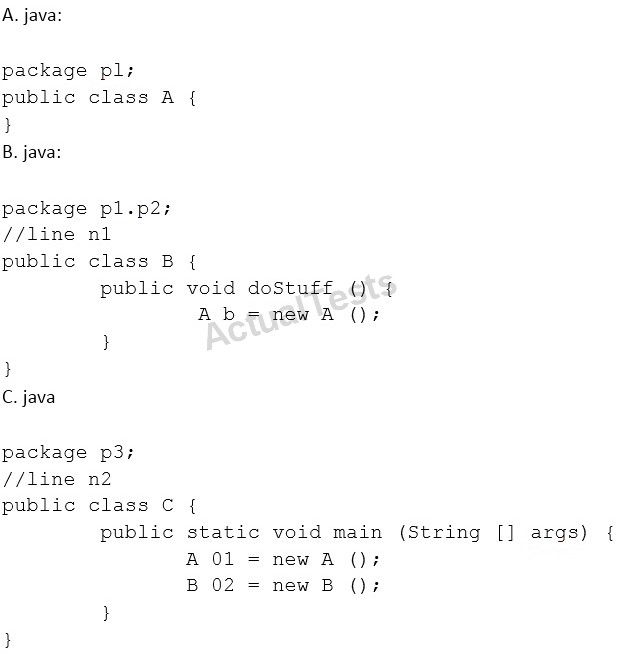 A. java:
package pl;
public class A {
}
B. java:
package p1.p2;
//line n1
public class B {
public void doStuff () {
A b = new A ();
}
}
C. java
package p3;
//line n2
public class C {
public static void main (String [] args) {
A 01 = new A ();
B 02 = new B ();
}
}
ActualTests